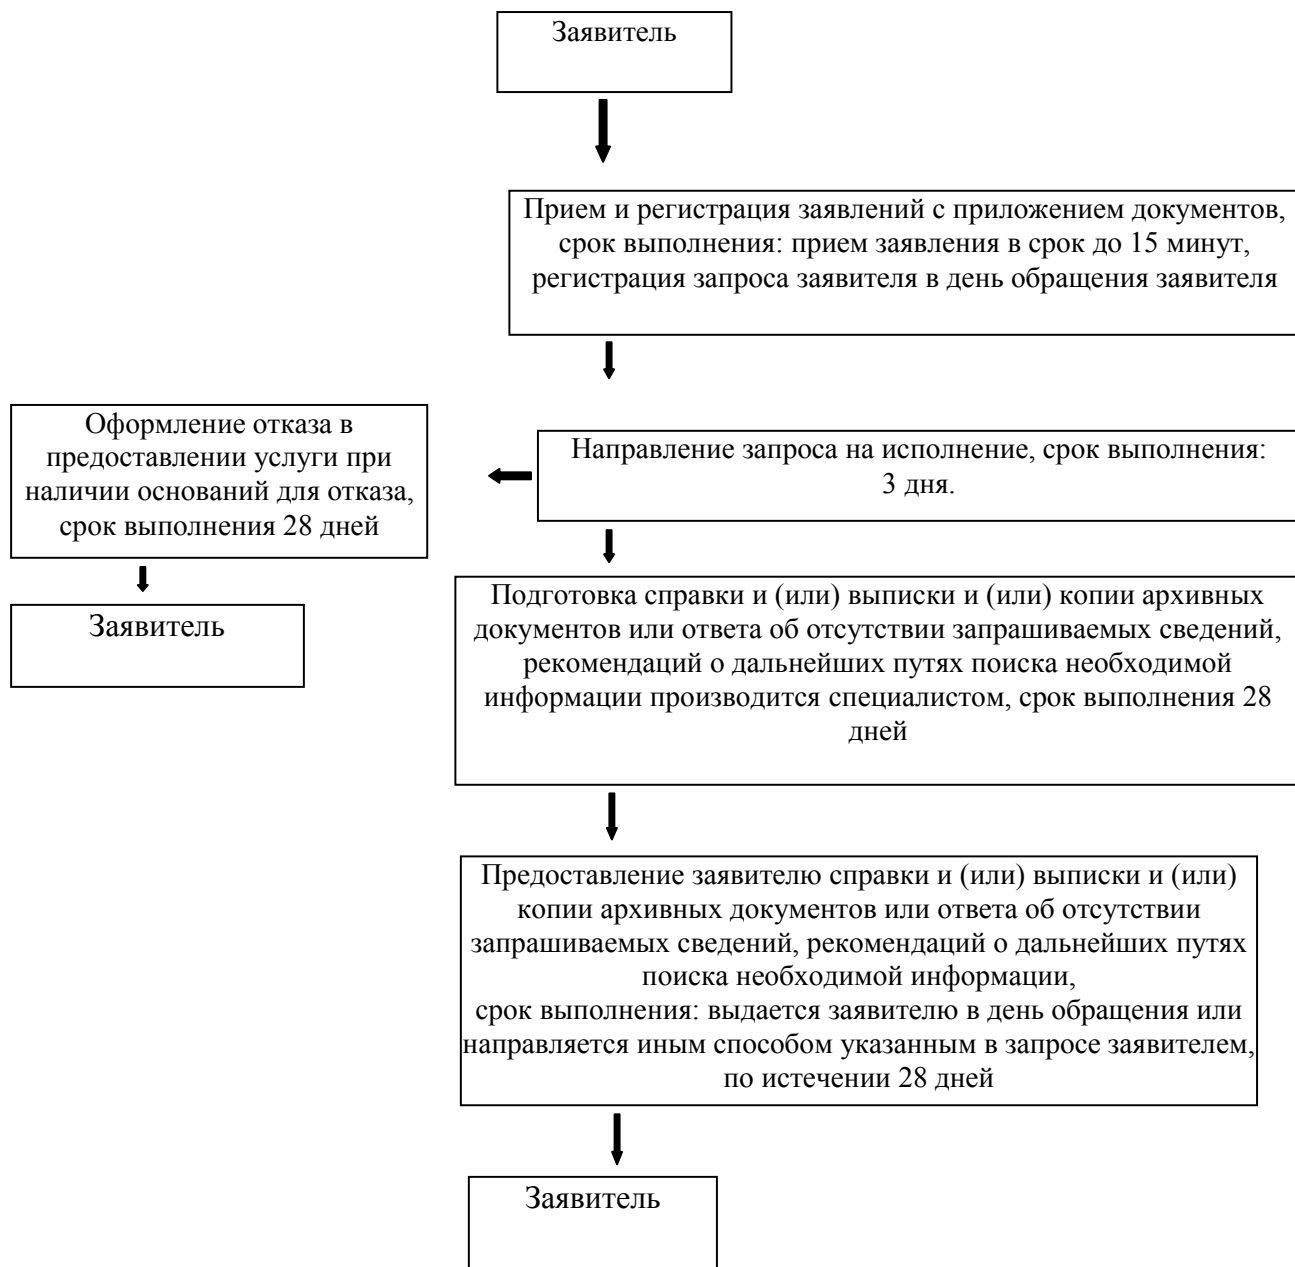 Заявитель
Прием и регистрация заявлений с приложением документов,
срок выполнения: прием заявления в срок до 15 минут,
регистрация запроса заявителя в день обращения заявителя
Оформление отказа в
предоставлении услуги при
наличии оснований для отказа,
срок выполнения 28 дней
Направление запроса на исполнение, срок выполнения:
3 дня.
Заявитель
Подготовка справки и (или) выписки и (или) копии архивных
документов или ответа об отсутствии запрашиваемых сведений,
рекомендаций о дальнейших путях поиска необходимой
информации производится специалистом, срок выполнения 28
дней
Предоставление заявителю справки и (или) выписки и (или)
копии архивных документов или ответа об отсутствии
запрашиваемых сведений, рекомендаций о дальнейших путях
поиска необходимой информации,
срок выполнения: выдается заявителю в день обращения или
направляется иным способом указанным в запросе заявителем,
по истечении 28 дней
Заявитель